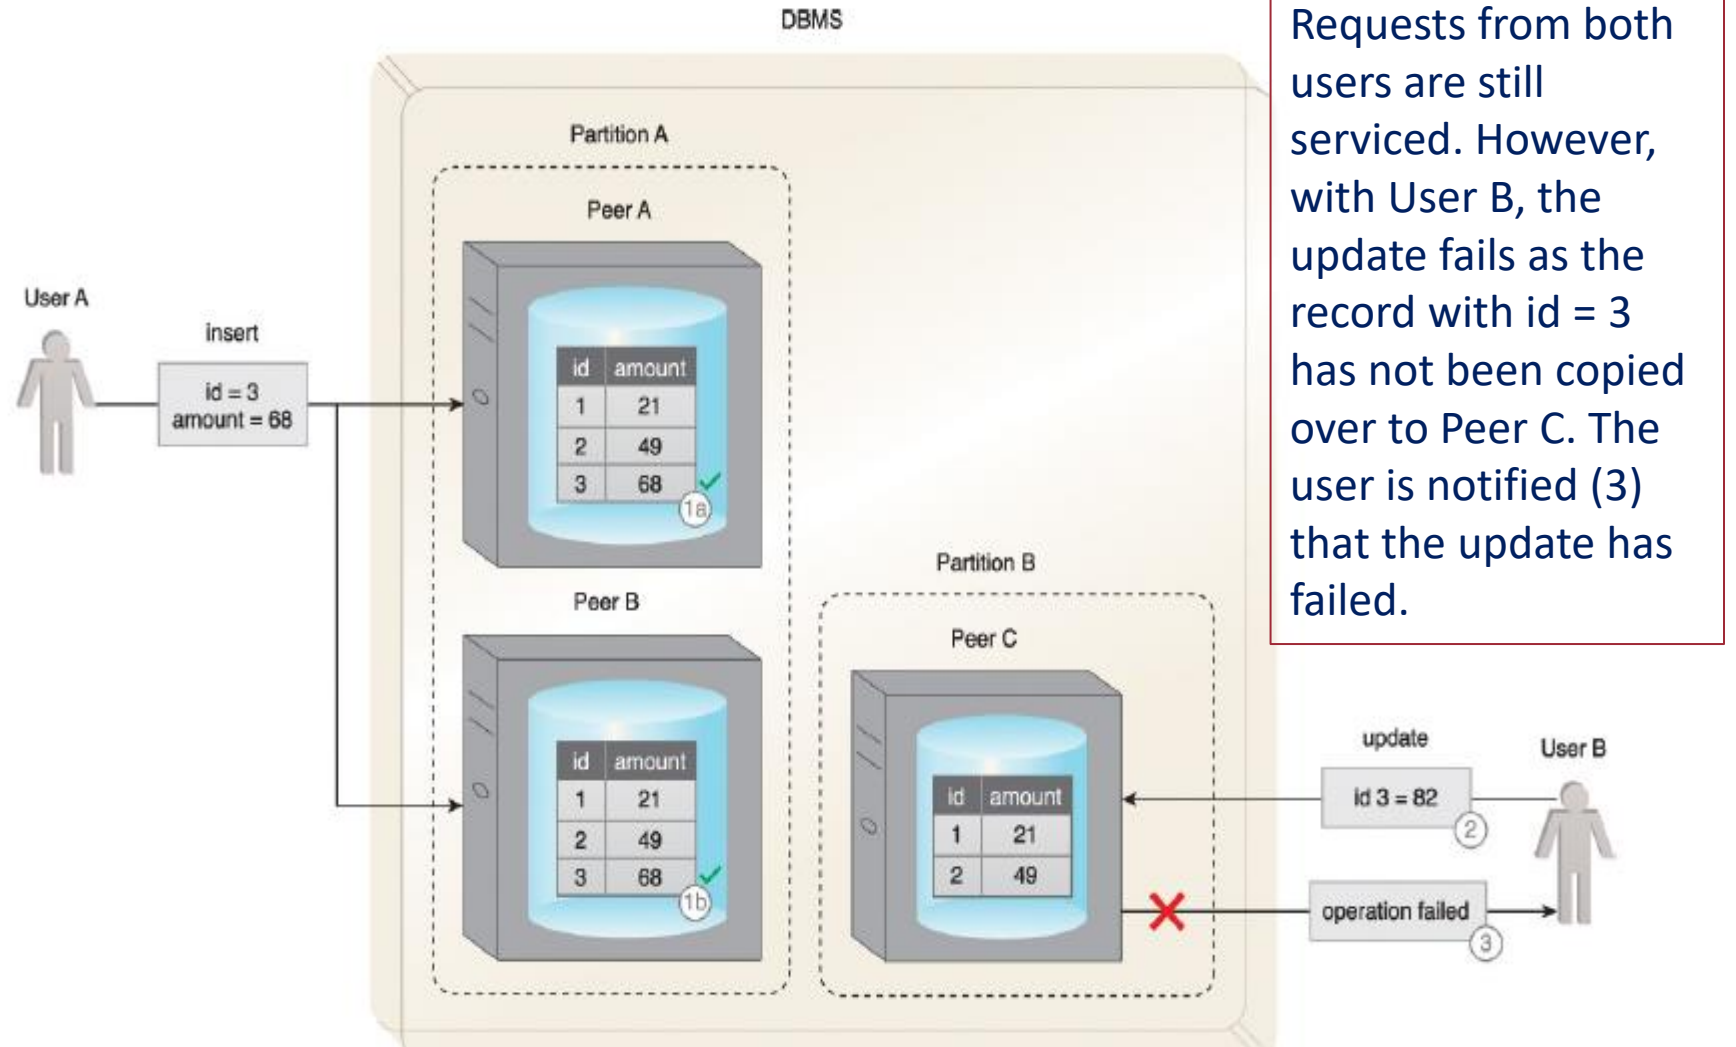 DBMS
Requests from both
users are still
serviced. However,
with User B, the
update fails as the
record with id = 3
has not been copied
over to Peer C. The
user is notified (3)
that the update has
failed.
Partition A
Peer A
User A
insert
id = 3
amount = 68
id amount
1 21
2 49
3 68
1a
Peer B
id amount
1 21
2 49
3 68
1b
Partition B
Peer C
id amount
1 21
2 49
update
User B
id 3 = 82
2
operation failed
3